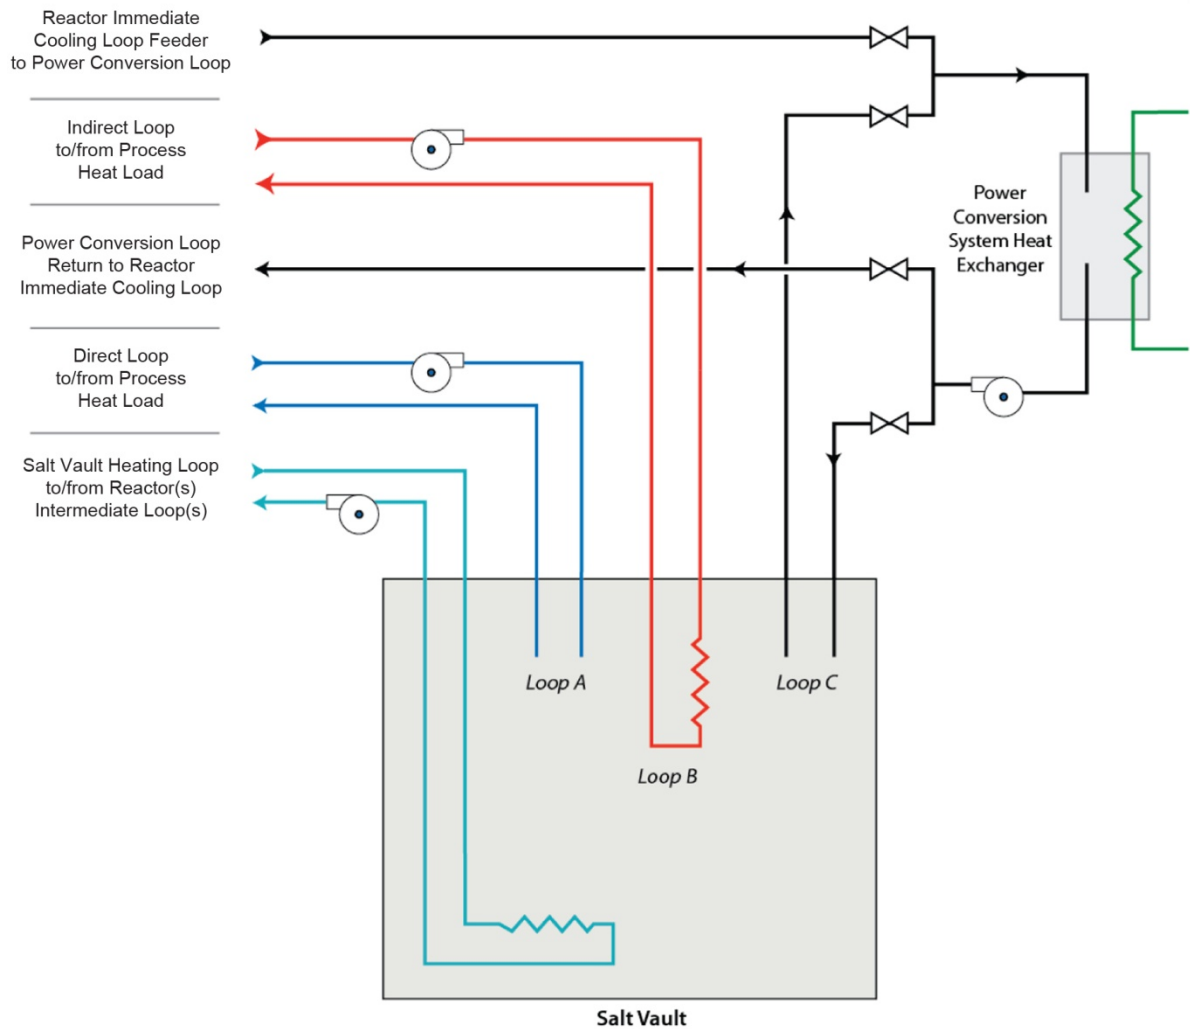 Reactor Immediate
Cooling Loop Feeder
to Power Conversion Loop
Indirect Loop
to/from Process
Heat Load
Power Conversion Loop
Return to Reactor
Immediate Cooling Loop
Direct Loop
to/from Process
Heat Load
Salt Vault Heating Loop
to/from Reactor(s)
Intermediate Loop(s)
Power
Conversion
System Heat
Exchanger
Loop A
Loop C
Loop B
Salt Vault